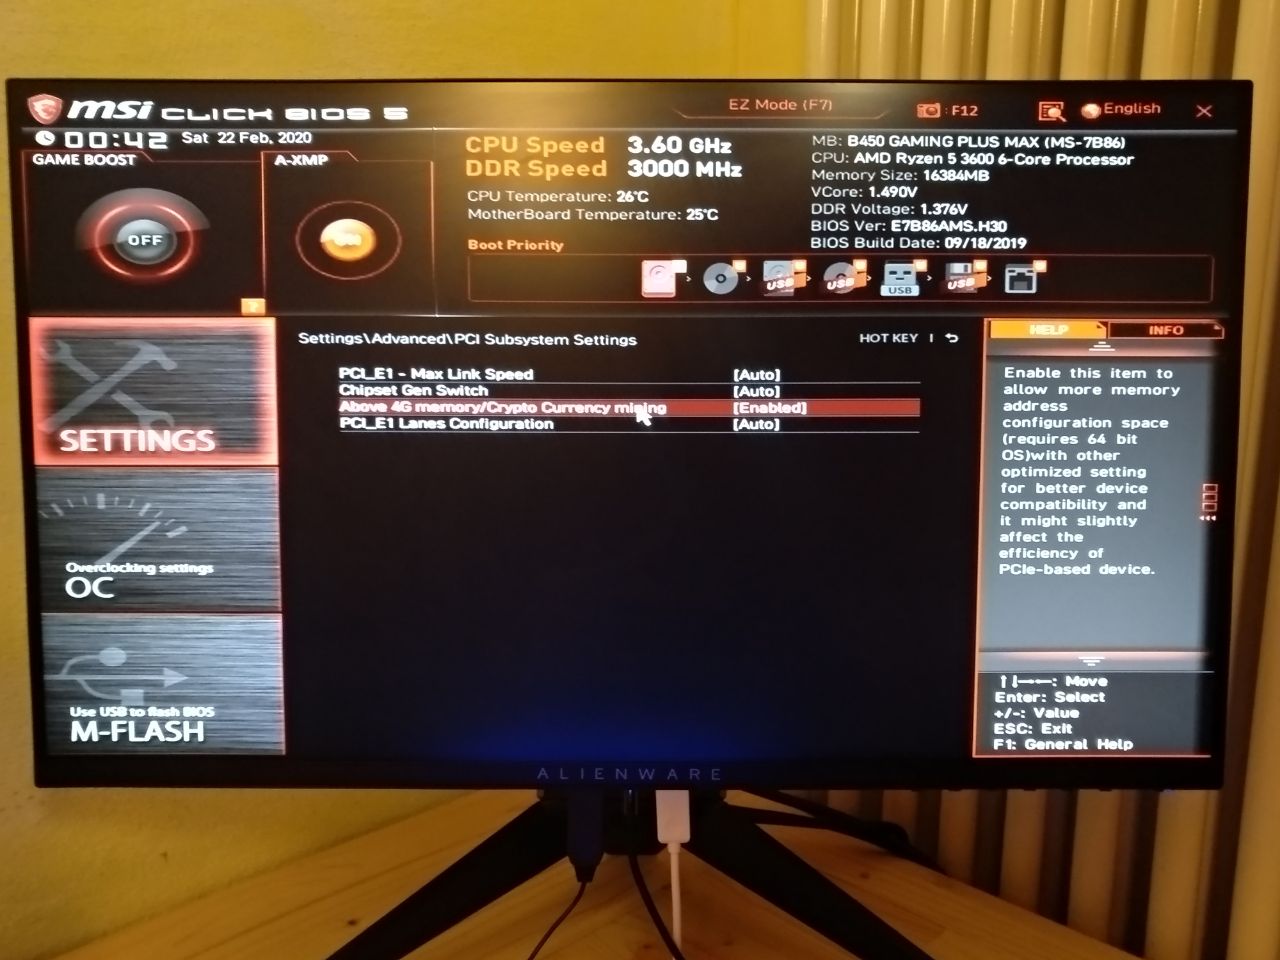 msi CLICK BIOS 5
EZ Mode (F7)
: F12
English
00:42 Sat 22 Feb, 2020
GAME BOOST
A-XMP
OFF
CPU Speed 3.60 GHz
DDR Speed 3000 MHz
CPU Temperature: 26°C
MotherBoard Temperature: 25°C
MB: B450 GAMING PLUS MAX (MS-7B86)
CPU: AMD Ryzen 5 3600 6-Core Processor
Memory Size: 16384MB
VCore: 1.490V
DDR Voltage: 1.376V
BIOS Ver: E7B86AMS.H30
BIOS Build Date: 09/18/2019
Boot Priority
USB
USB
USB
USB
?
SETTINGS
Overclocking settings
OC
Use USB to flash BIOS
M-FLASH
Settings\Advanced\PCI Subsystem Settings
HOT KEY |
PCI_E1 - Max Link Speed [Auto]
Chipset Gen Switch [Auto]
Above 4G memory/Crypto Currency mining [Enabled]
PCI_E1 Lanes Configuration [Auto]
HELP
INFO
Enable this item to
allow more memory
address
configuration space
(requires 64 bit
OS)with other
optimized setting
for better device
compatibility and
it might slightly
affect the
efficiency of
PCIe-based device.
: Move
Enter: Select
+/-: Value
ESC: Exit
F1: General Help
ALIENWARE